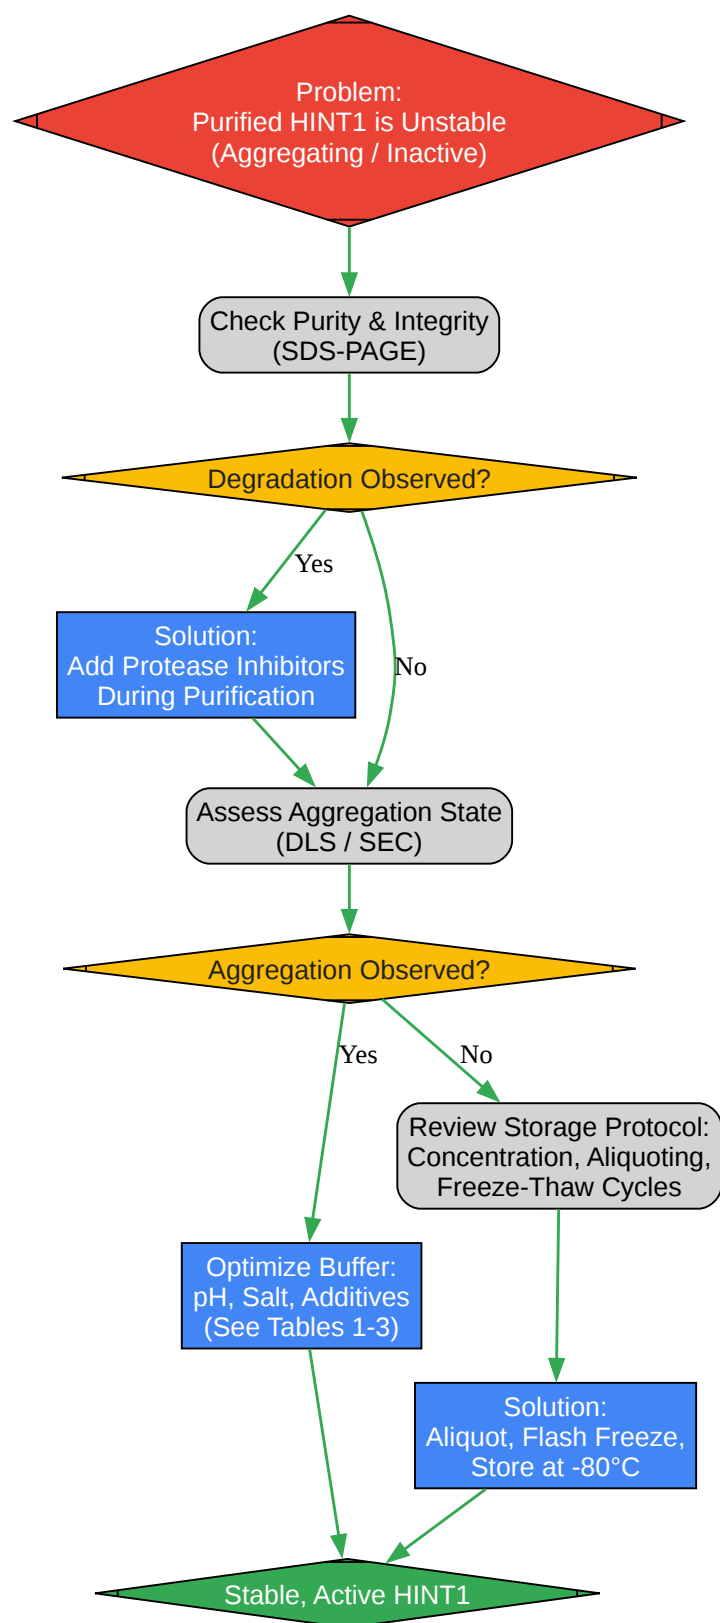 Problem:
Purified HINT1 is Unstable
(Aggregating / Inactive)
Check Purity & Integrity
(SDS-PAGE)
Degradation Observed?
Yes
Solution:
Add Protease Inhibitors
During Purification
No
Assess Aggregation State
(DLS / SEC)
Aggregation Observed?
Yes
No
Review Storage Protocol:
Concentration, Aliquoting,
Freeze-Thaw Cycles
Optimize Buffer:
pH, Salt, Additives
(See Tables 1-3)
Solution:
Aliquot, Flash Freeze,
Store at -80°C
Stable, Active HINT1